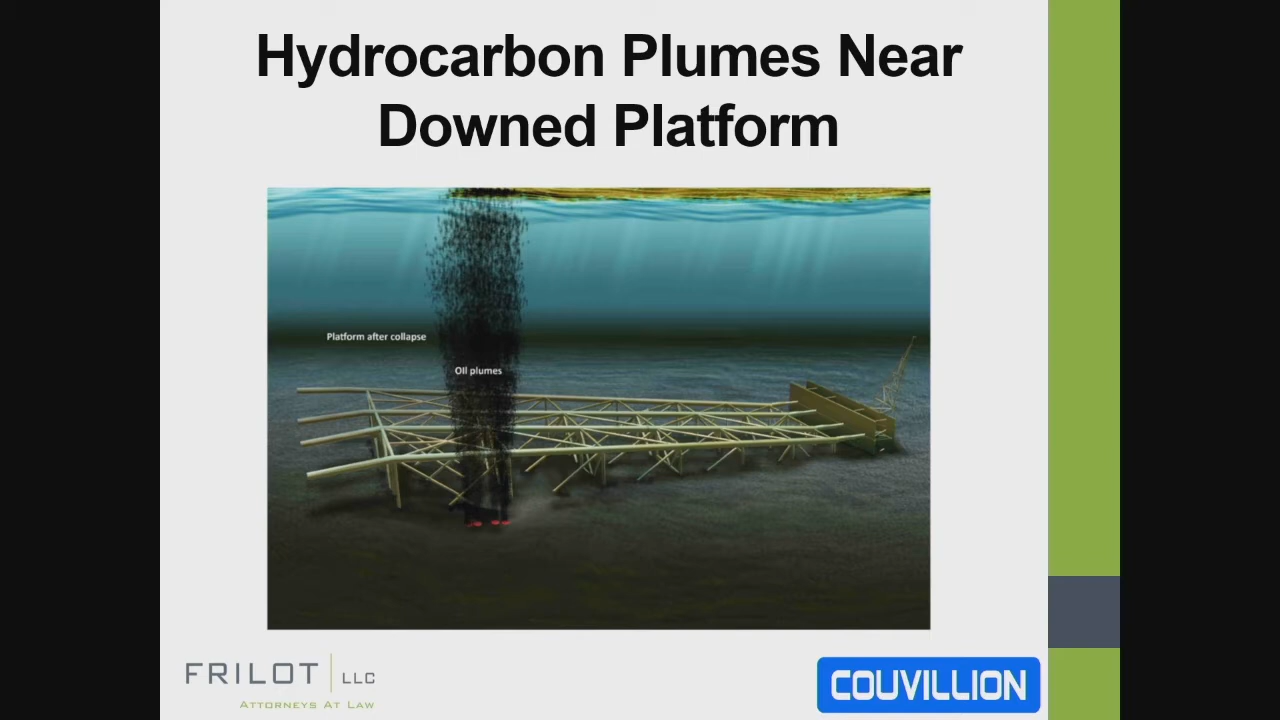 Hydrocarbon Plumes Near
Downed Platform
Platform after collapse
OIl plumes
FRILOT LLC
ATTORNEYS AT LAW
COUVILLION